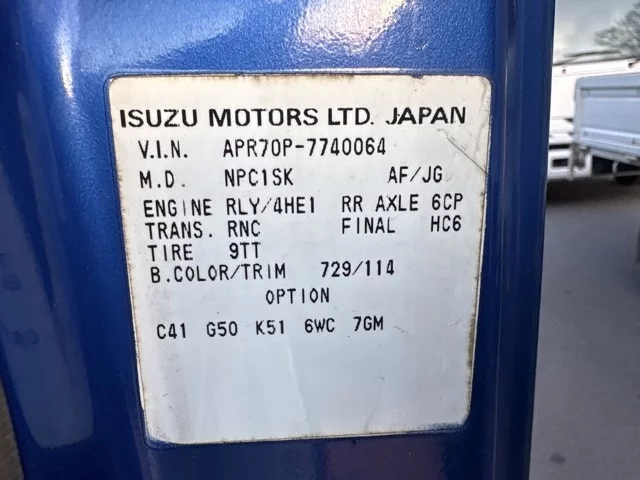 ISUZU MOTORS LTD. JAPAN
V.I.N. APR70P-7740064
M.D. NPC1SK AF/JG
ENGINE RLY/4HE1 RR AXLE 6CP
TRANS. RNC FINAL HC6
TIRE 9TT
B.COLOR/TRIM 729/114
OPTION
C41 G50 K51 6WC 7GM